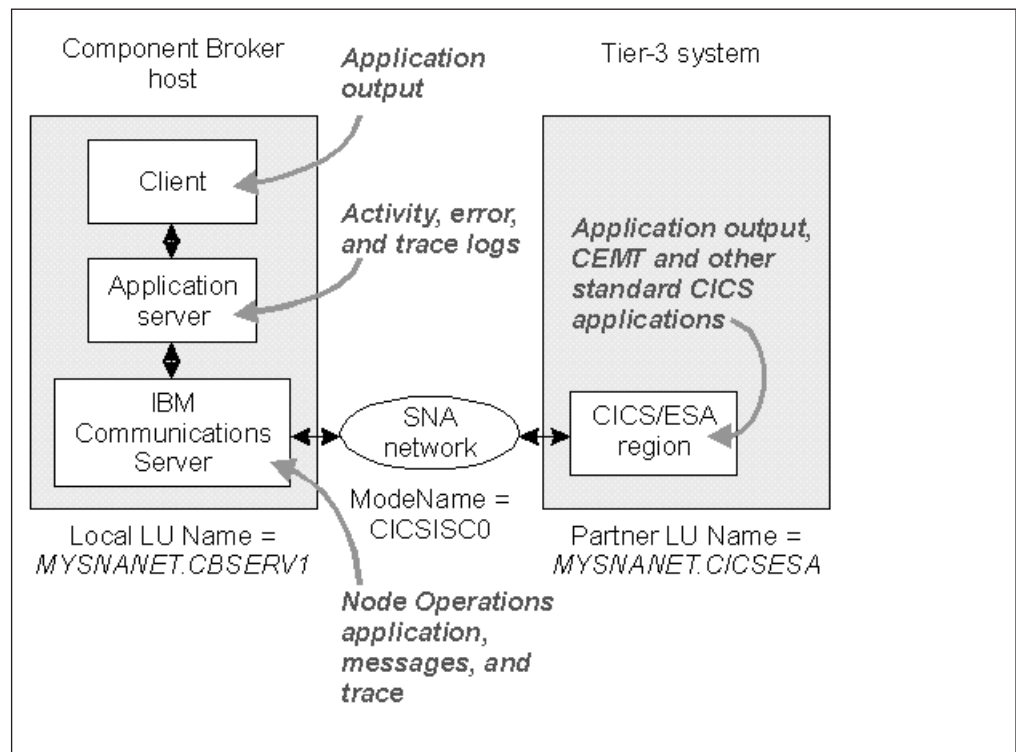 Component Broker
host
Application
output
Tier-3 system
Client
Activity, error,
and trace logs
Application
server
Application output,
CEMT and other
standard CICS
applications
IBM
Communications
Server
SNA
network
CICS/ESA
region
ModeName =
CICSISC0
Local LU Name =
MYSNANET.CBSERV1
Partner LU Name =
MYSNANET.CICSESA
Node Operations
application,
messages, and
trace